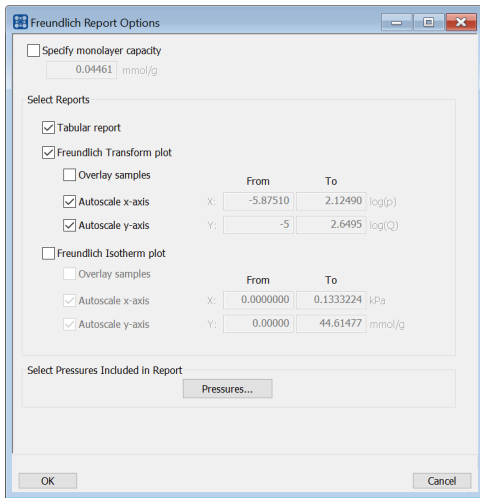 Freundlich Report Options
Specify monolayer capacity
0.04461 mmol/g
Select Reports
Tabular report
Freundlich Transform plot
Overlay samples
From To
Autoscale x-axis X: -5.87510 2.12490 log(p)
Autoscale y-axis Y: -5 2.6495 log(Q)
Freundlich Isotherm plot
Overlay samples
From To
Autoscale x-axis X: 0.0000000 0.1333224 kPa
Autoscale y-axis Y: 0.00000 44.61477 mmol/g
Select Pressures Included in Report
Pressures...
OK Cancel